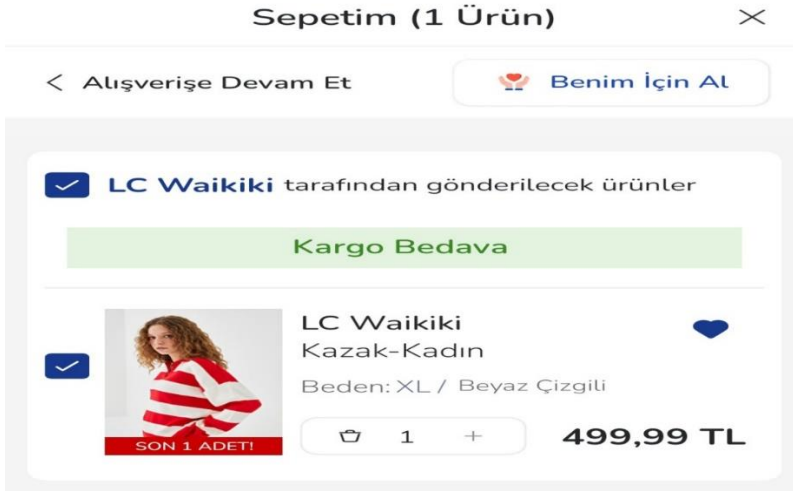 Sepetim (1 Ürün)
Alışverişe Devam Et
Benim İçin Al
LC Waikiki tarafından gönderilecek ürünler
Kargo Bedava
LC Waikiki
Kazak-Kadın
Beden: XL / Beyaz Çizgili
SON 1 ADET!
1 +
499,99 TL